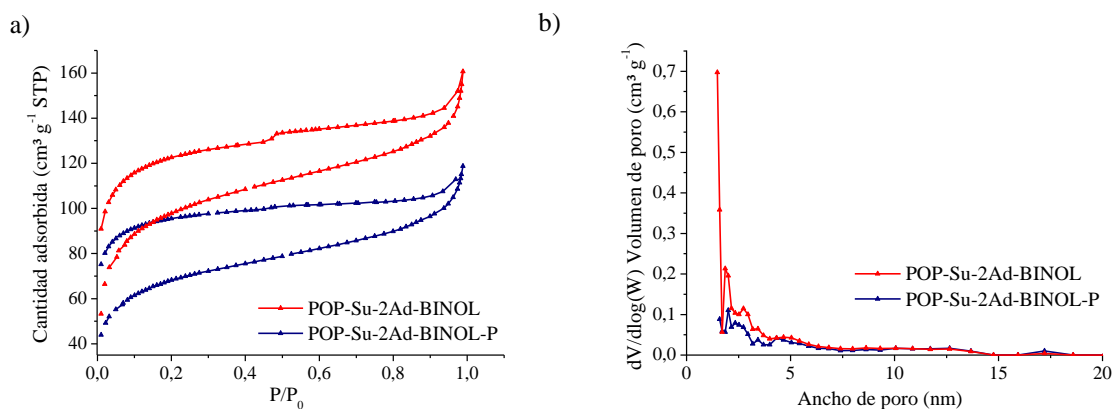 a)
Cantidad adsorbida (cm³ g⁻¹ STP)
160
140
120
100
80
60
40
0,0 0,2 0,4 0,6 0,8 1,0
P/P₀
POP-Su-2Ad-BINOL
POP-Su-2Ad-BINOL-P
b)
dV/dlog(W) Volumen de poro (cm³ g⁻¹)
0,7
0,6
0,5
0,4
0,3
0,2
0,1
0,0
0 5 10 15 20
Ancho de poro (nm)
POP-Su-2Ad-BINOL
POP-Su-2Ad-BINOL-P